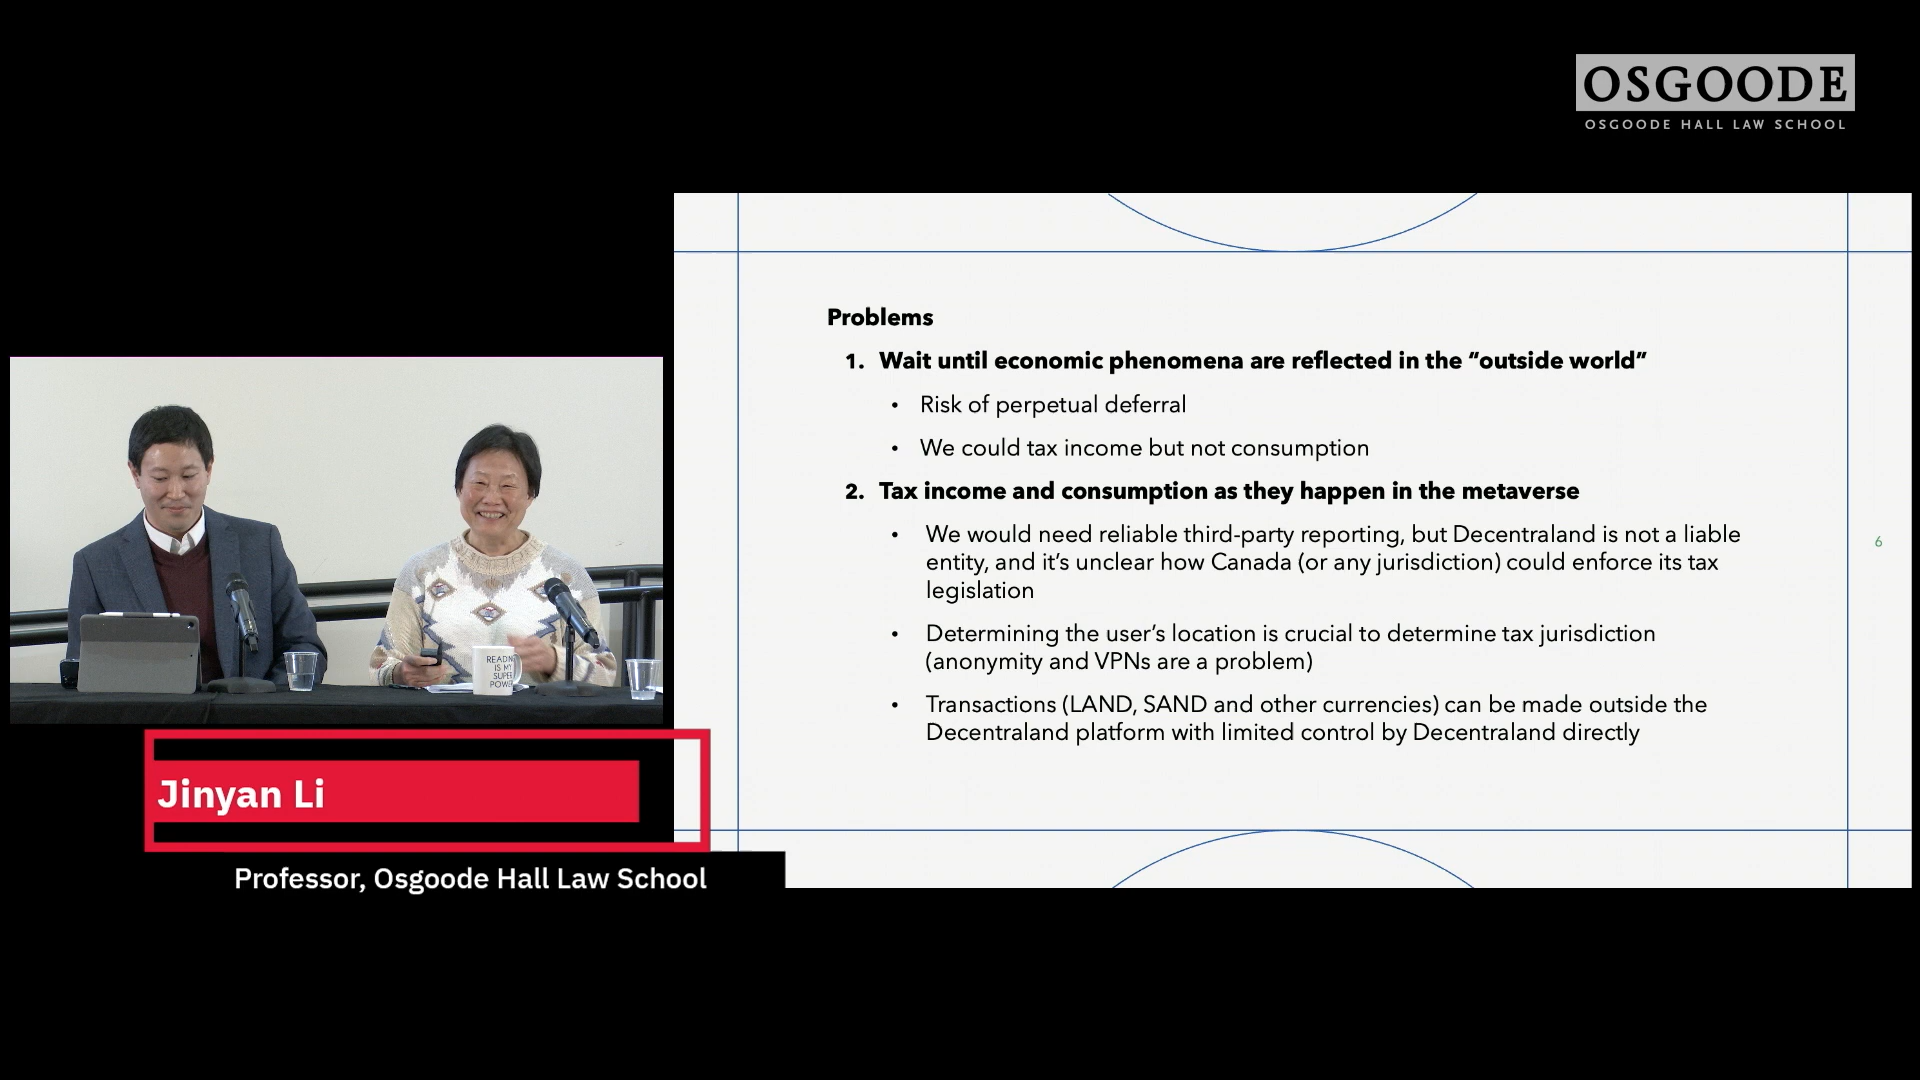 OSGOODE
OSGOODE HALL LAW SCHOOL
Problems
1. Wait until economic phenomena are reflected in the “outside world”
• Risk of perpetual deferral
• We could tax income but not consumption
2. Tax income and consumption as they happen in the metaverse
• We would need reliable third-party reporting, but Decentraland is not a liable
entity, and it’s unclear how Canada (or any jurisdiction) could enforce its tax
legislation
• Determining the user’s location is crucial to determine tax jurisdiction
(anonymity and VPNs are a problem)
• Transactions (LAND, SAND and other currencies) can be made outside the
Decentraland platform with limited control by Decentraland directly
6
READING
IS MY
SUPER
POWER
Jinyan Li
Professor, Osgoode Hall Law School